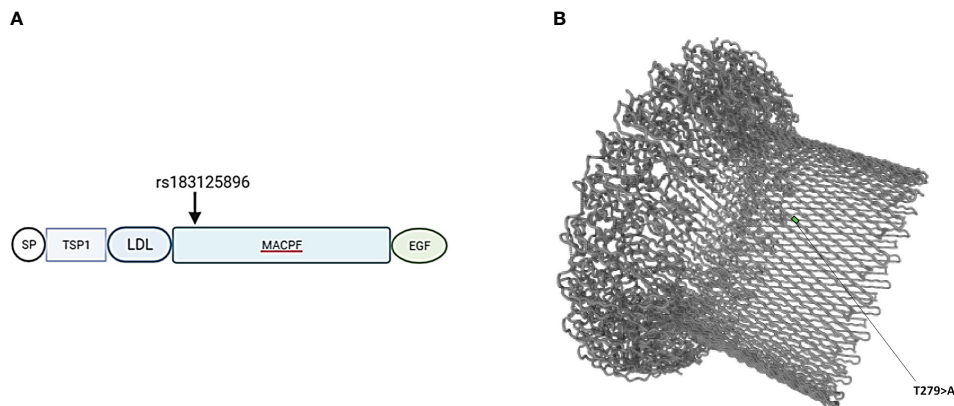 A
B
rs183125896
SP
TSP1
LDL
MACPF
EGF
T279>A